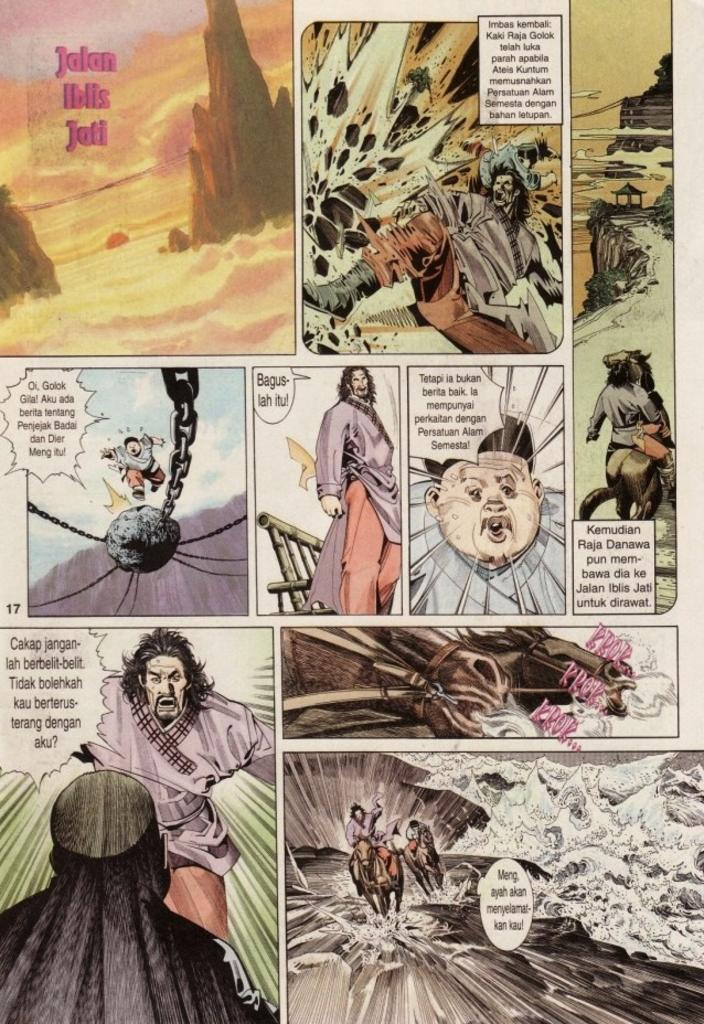 Jalan
Iblis
Jati
Imbas kembali:
Kaki Raja Golok
telah luka
parah apabila
Ateis Kuntum
memusnahkan
Persatuan Alam
Semesta dengan
bahan letupan.
Kemudian
Raja Danawa
pun mem-
bawa dia ke
Jalan Iblis Jati
untuk dirawat.
Oi, Golok
Gila! Aku ada
berita tentang
Penjejak Badai
dan Dier
Meng itu!
Bagus-
lah itu!
Tetapi ia bukan
berita baik. Ia
mempunyai
perkaitan dengan
Persatuan Alam
Semesta!
17
Cakap jangan-
lah berbelit-belit.
Tidak bolehkah
kau berterus-
terang dengan
aku?
KROK
KROK
KROK...
Meng,
ayah akan
menyelamat-
kan kau!